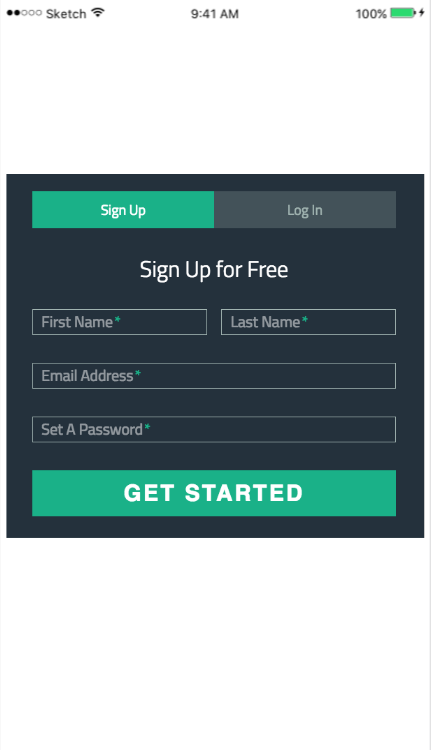 Sketch 9:41 AM 100%
Sign Up Log In
Sign Up for Free
First Name* Last Name*
Email Address*
Set A Password*
GET STARTED